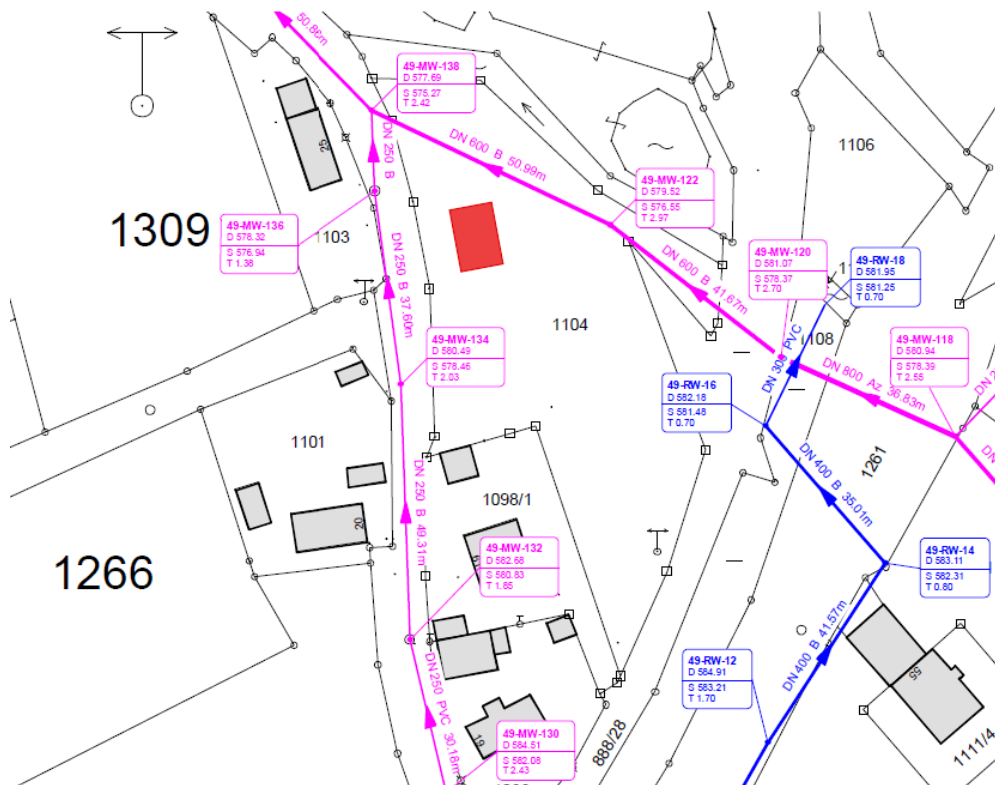 50.86m
49-MW-138
D 577.69
S 575.27
T 2.42
DN 250 B
25
DN 600 B 50.99m
1106
49-MW-122
D 579.52
S 576.55
T 2.97
1309
49-MW-136
D 578.32
S 576.94
T 1.38
1103
DN 250 B 37.60m
DN 600 B 41.67m
49-MW-120
D 581.07
S 578.37
T 2.70
49-RW-18
D 581.95
S 581.25
T 0.70
1104
49-MW-134
D 580.49
S 578.46
T 2.03
DN 300 PVC
1108
49-MW-118
D 580.94
S 578.39
T 2.55
DN 800 Az 36.83m
49-RW-16
D 582.18
S 581.48
T 0.70
DN 2
DN
1101
1261
DN 400 B 35.01m
1098/1
DN 250 B 49.31m
20
1266
49-MW-132
D 582.68
S 580.83
T 1.85
49-RW-14
D 583.11
S 582.31
T 0.80
DN 400 B 41.57m
49-RW-12
D 584.91
S 583.21
T 1.70
55
DN 250 PVC 30.18m
49-MW-130
D 584.51
S 582.08
T 2.43
19
888/28
1111/4